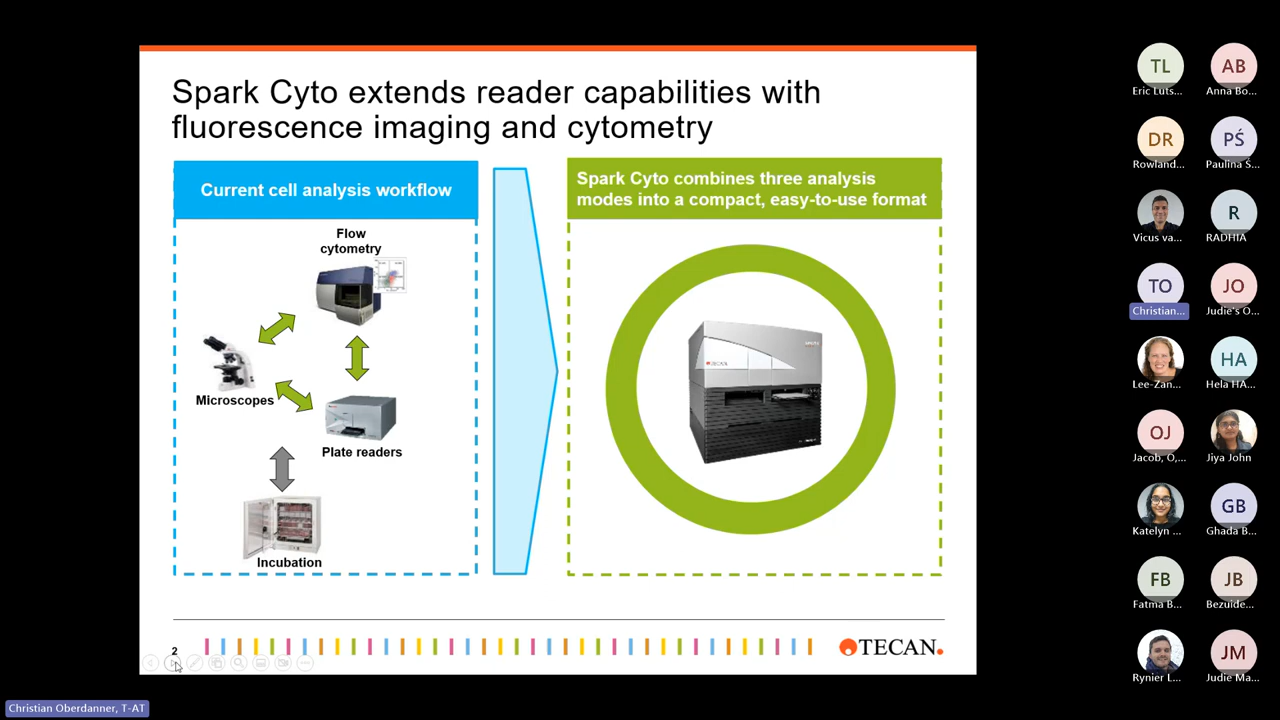 Spark Cyto extends reader capabilities with
fluorescence imaging and cytometry
Current cell analysis workflow
Flow
cytometry
Microscopes
Plate readers
Incubation
Spark Cyto combines three analysis
modes into a compact, easy-to-use format
TECAN
2
TECAN.
TL
Eric Luts...
AB
Anna Bo...
DR
Rowland...
PŚ
Paulina Ś...
Vicus va...
R
RADHIA
TO
Christian...
JO
Judie's O...
Lee-Zan...
HA
Hela HA...
OJ
Jacob, O,...
Jiya John
Katelyn ...
GB
Ghada B...
FB
Fatma B...
JB
Bezuide...
Rynier L...
JM
Judie Ma...
Christian Oberdanner, T-AT